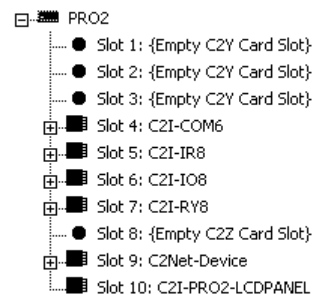 PRO2
Slot 1: {Empty C2Y Card Slot}
Slot 2: {Empty C2Y Card Slot}
Slot 3: {Empty C2Y Card Slot}
Slot 4: C2I-COM6
Slot 5: C2I-IR8
Slot 6: C2I-IO8
Slot 7: C2I-RY8
Slot 8: {Empty C2Z Card Slot}
Slot 9: C2Net-Device
Slot 10: C2I-PRO2-LCDPANEL